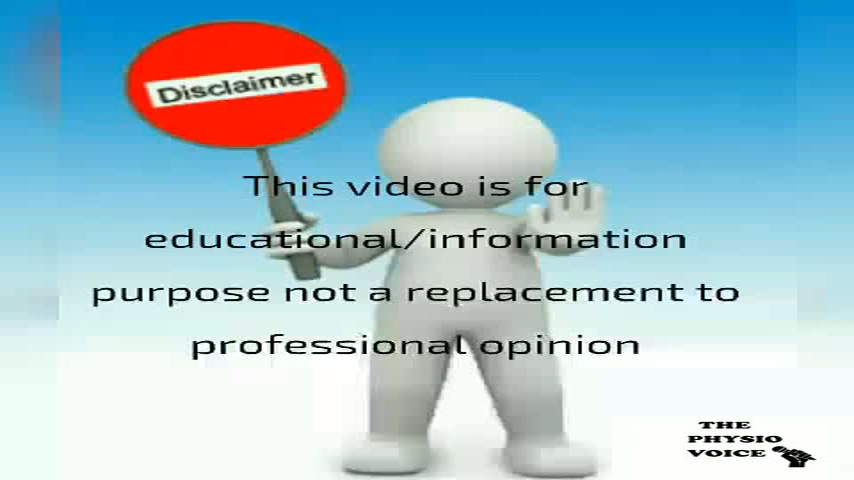 Disclaimer
This video is for
educational/information
purpose not a replacement to
professional opinion
THE
PHYSIO
VOICE